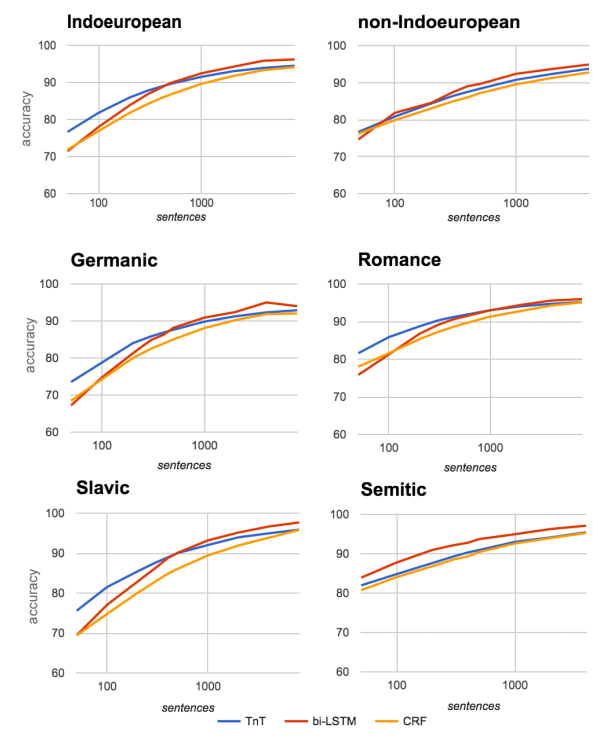 Indoeuropean
non-Indoeuropean
accuracy
100
90
80
70
60
100
1000
sentences
100
90
80
70
60
100
1000
sentences
Germanic
Romance
accuracy
100
90
80
70
60
100
1000
sentences
100
90
80
70
60
100
1000
sentences
Slavic
Semitic
accuracy
100
90
80
70
60
100
1000
sentences
100
90
80
70
60
100
1000
sentences
TnT bi-LSTM CRF